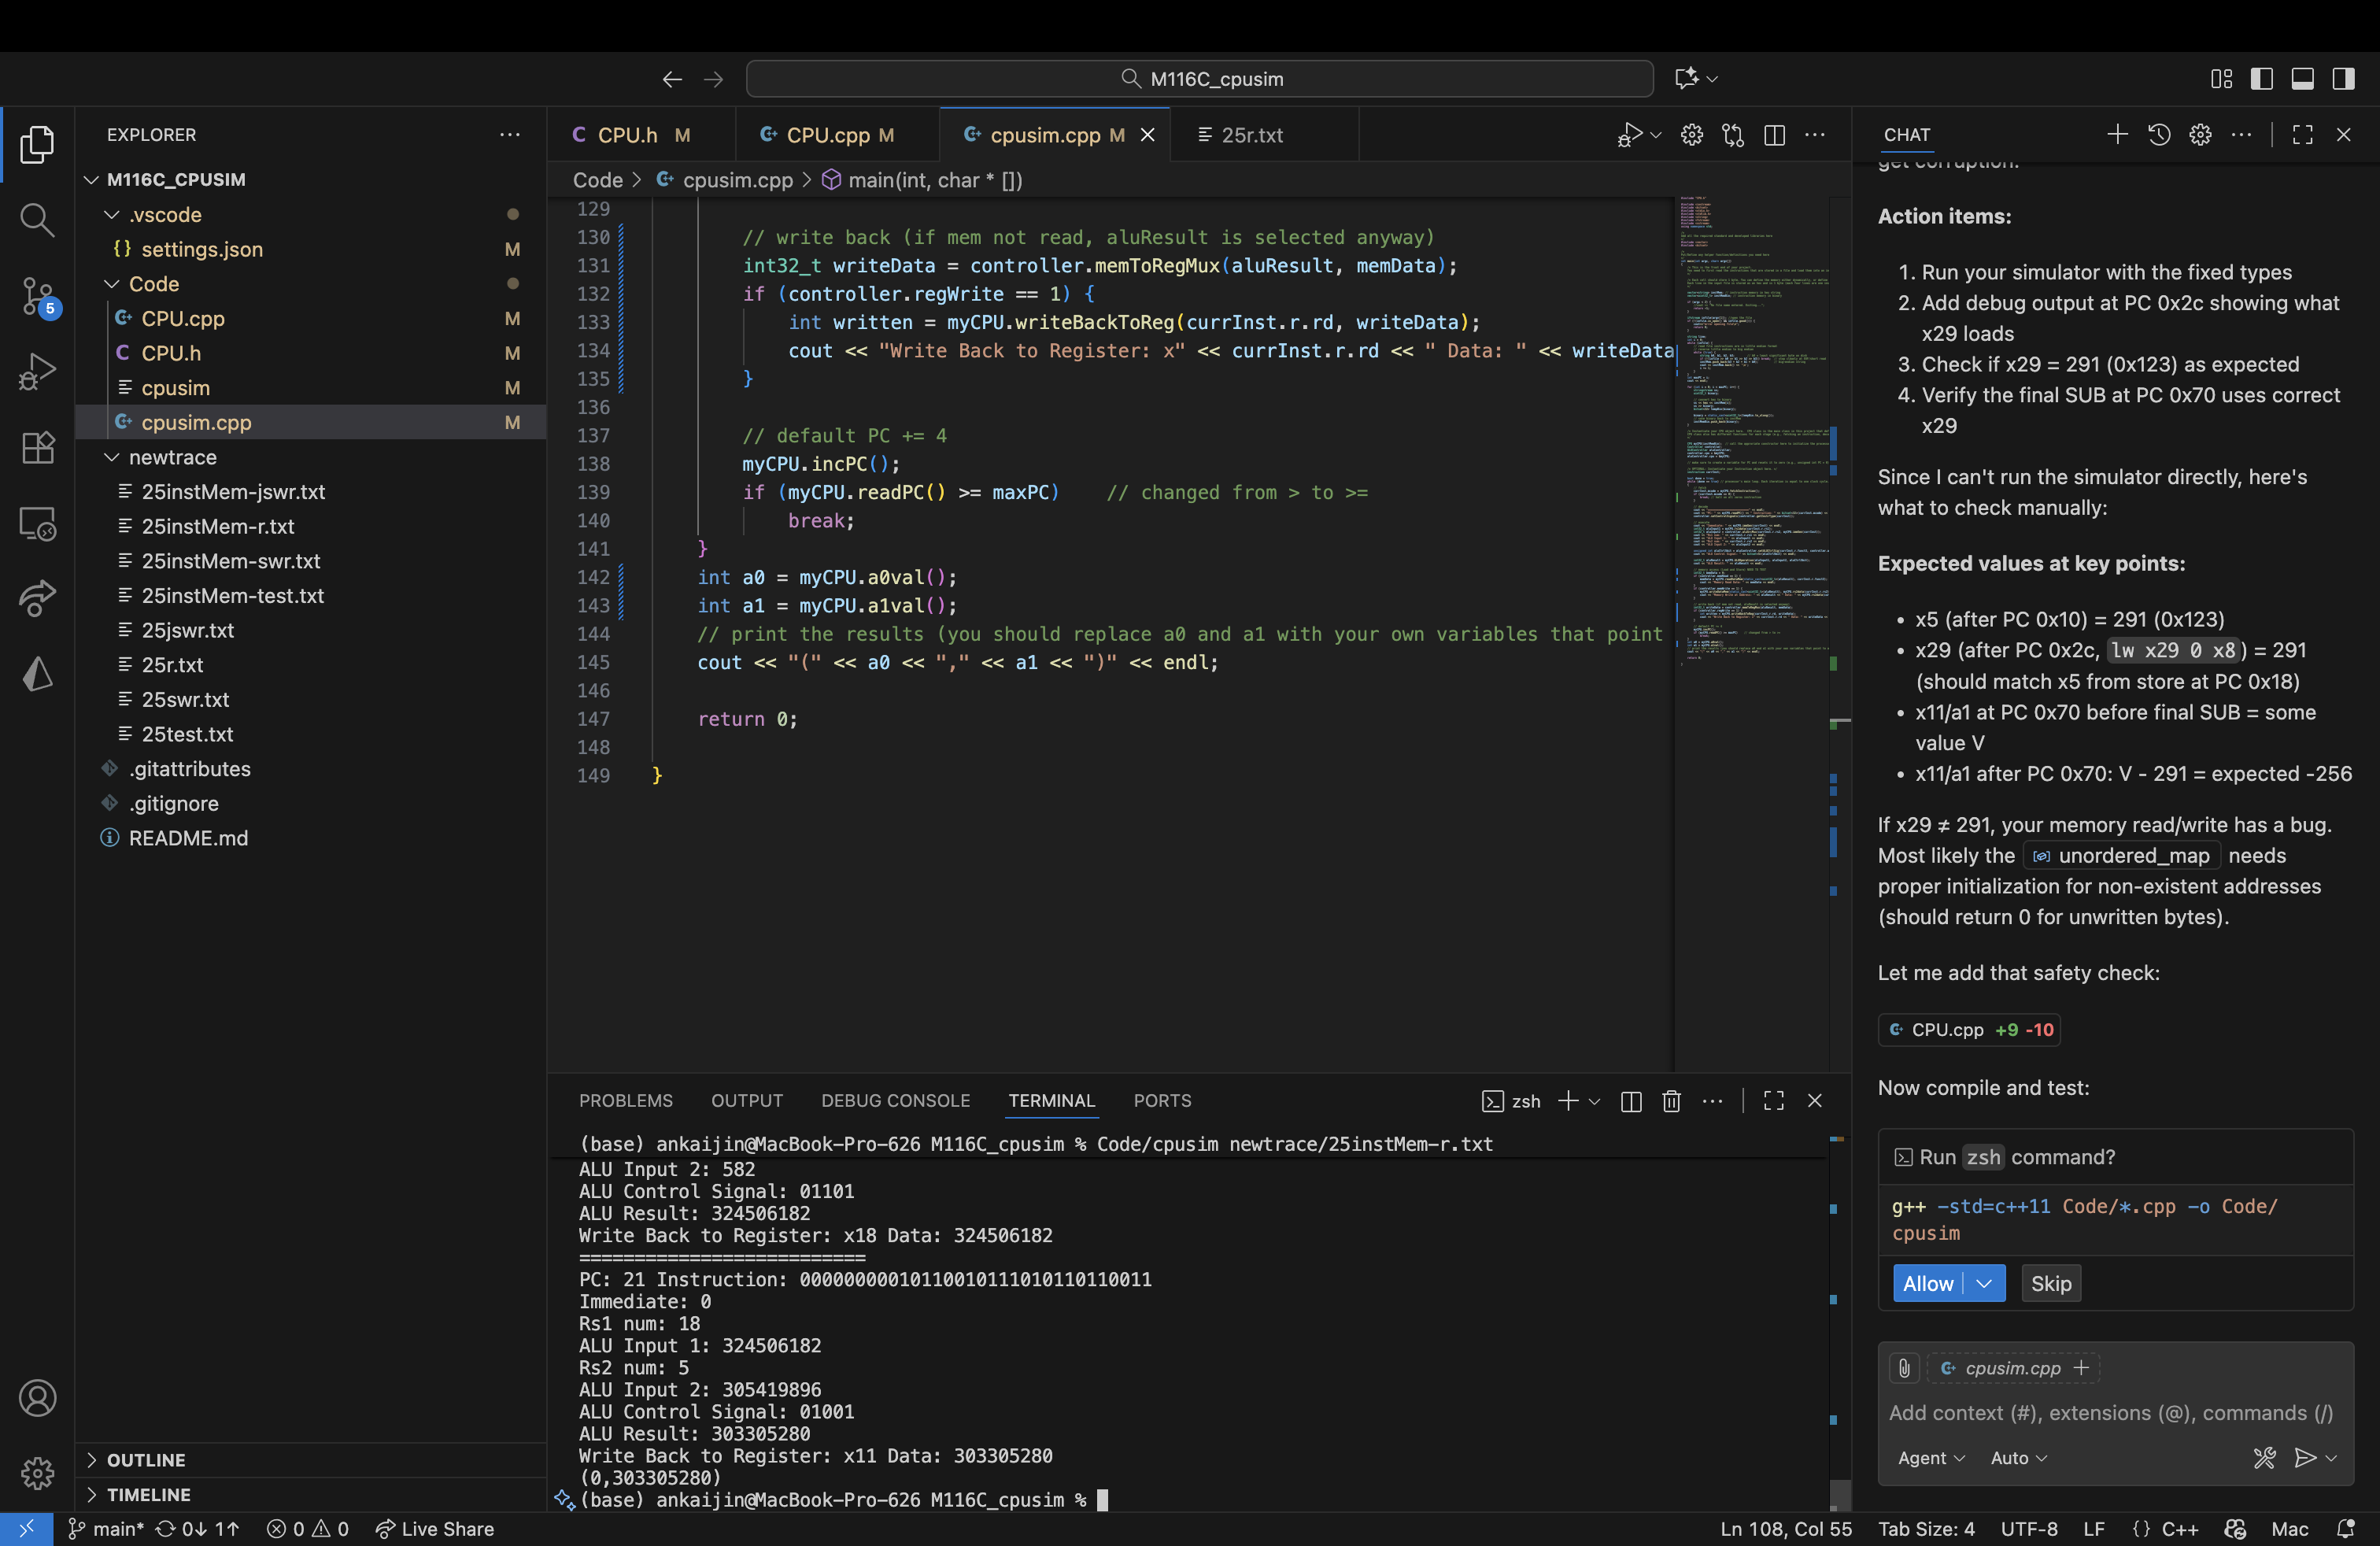 M116C_cpusim
EXPLORER
M116C_CPUSIM
.vscode
settings.json M
Code
CPU.cpp M
CPU.h M
cpusim M
cpusim.cpp M
newtrace
25instMem-jswr.txt
25instMem-r.txt
25instMem-swr.txt
25instMem-test.txt
25jswr.txt
25r.txt
25swr.txt
25test.txt
.gitattributes
.gitignore
README.md
OUTLINE
TIMELINE
5
CPU.h M
CPU.cpp M
cpusim.cpp M
25r.txt
Code > cpusim.cpp > main(int, char * [])
129
130 // write back (if mem not read, aluResult is selected anyway)
131 int32_t writeData = controller.memToRegMux(aluResult, memData);
132 if (controller.regWrite == 1) {
133 int written = myCPU.writeBackToReg(currInst.r.rd, writeData);
134 cout << "Write Back to Register: x" << currInst.r.rd << " Data: " << writeData
135 }
136
137 // default PC += 4
138 myCPU.incPC();
139 if (myCPU.readPC() >= maxPC) // changed from > to >=
140 break;
141 }
142 int a0 = myCPU.a0val();
143 int a1 = myCPU.a1val();
144 // print the results (you should replace a0 and a1 with your own variables that point
145 cout << "(" << a0 << "," << a1 << ")" << endl;
146
147 return 0;
148
149 }
PROBLEMS OUTPUT DEBUG CONSOLE TERMINAL PORTS
zsh
(base) ankaijin@MacBook-Pro-626 M116C_cpusim % Code/cpusim newtrace/25instMem-r.txt
ALU Input 2: 582
ALU Control Signal: 01101
ALU Result: 324506182
Write Back to Register: x18 Data: 324506182
==========================
PC: 21 Instruction: 00000000010110010111010110110011
Immediate: 0
Rs1 num: 18
ALU Input 1: 324506182
Rs2 num: 5
ALU Input 2: 305419896
ALU Control Signal: 01001
ALU Result: 303305280
Write Back to Register: x11 Data: 303305280
(0,303305280)
(base) ankaijin@MacBook-Pro-626 M116C_cpusim %
CHAT
get corruption.
Action items:
1. Run your simulator with the fixed types
2. Add debug output at PC 0x2c showing what
x29 loads
3. Check if x29 = 291 (0x123) as expected
4. Verify the final SUB at PC 0x70 uses correct
x29
Since I can't run the simulator directly, here's
what to check manually:
Expected values at key points:
• x5 (after PC 0x10) = 291 (0x123)
• x29 (after PC 0x2c, lw x29 0 x8) = 291
(should match x5 from store at PC 0x18)
• x11/a1 at PC 0x70 before final SUB = some
value V
• x11/a1 after PC 0x70: V - 291 = expected -256
If x29 ≠ 291, your memory read/write has a bug.
Most likely the unordered_map needs
proper initialization for non-existent addresses
(should return 0 for unwritten bytes).
Let me add that safety check:
CPU.cpp +9 -10
Now compile and test:
Run zsh command?
g++ -std=c++11 Code/*.cpp -o Code/
cpusim
Allow Skip
cpusim.cpp +
Add context (#), extensions (@), commands (/)
Agent Auto
main* 0↓ 1↑ 0 0 Live Share
Ln 108, Col 55 Tab Size: 4 UTF-8 LF {} C++ Mac